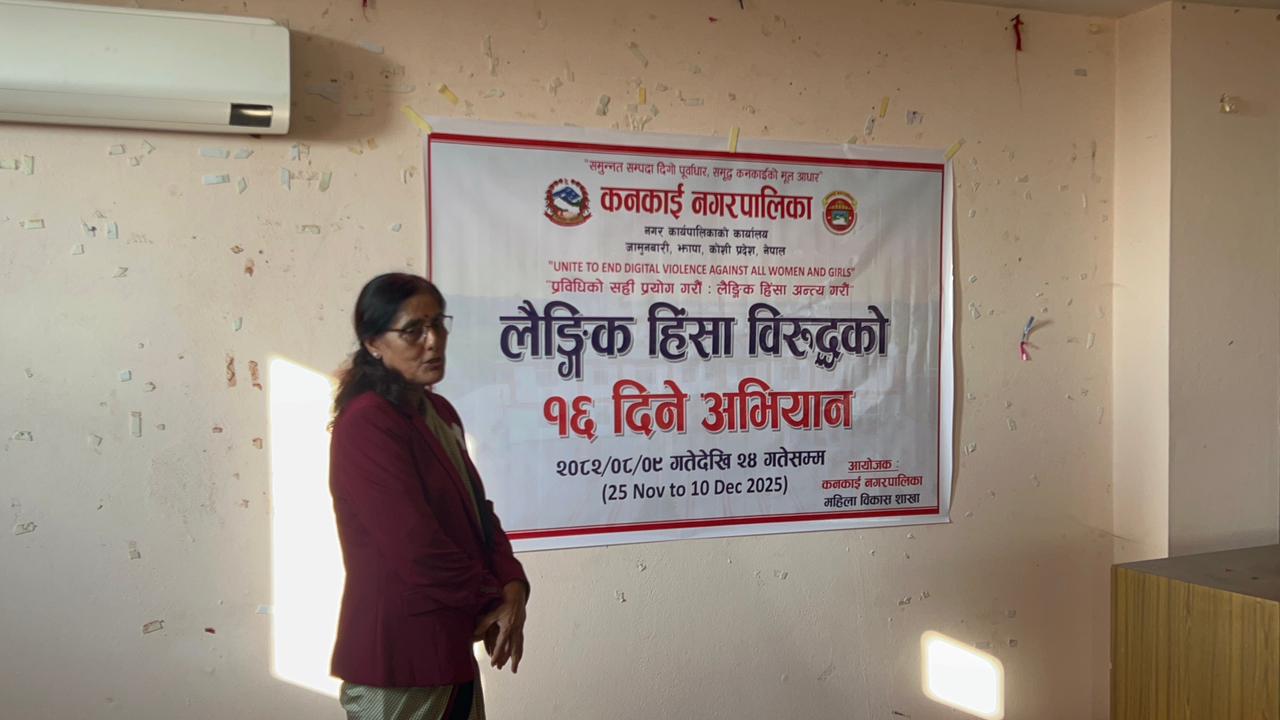 "समुन्नत सम्पदा दिगो पूर्वाधार, समृद्ध कनकाईको मूल आधार"
कनकाई नगरपालिका
नगर कार्यपालिकाको कार्यालय
जामुनबारी, झापा, कोशी प्रदेश, नेपाल
"UNITE TO END DIGITAL VIOLENCE AGAINST ALL WOMEN AND GIRLS"
"प्रविधिको सही प्रयोग गरौं : लैङ्गिक हिंसा अन्त्य गरौं"
लैङ्गिक हिंसा विरूद्धको
१६ दिने अभियान
२०८२/०८/०९ गतेदेखि २४ गतेसम्म
(25 Nov to 10 Dec 2025)
आयोजक :
कनकाई नगरपालिका
महिला विकास शाखा